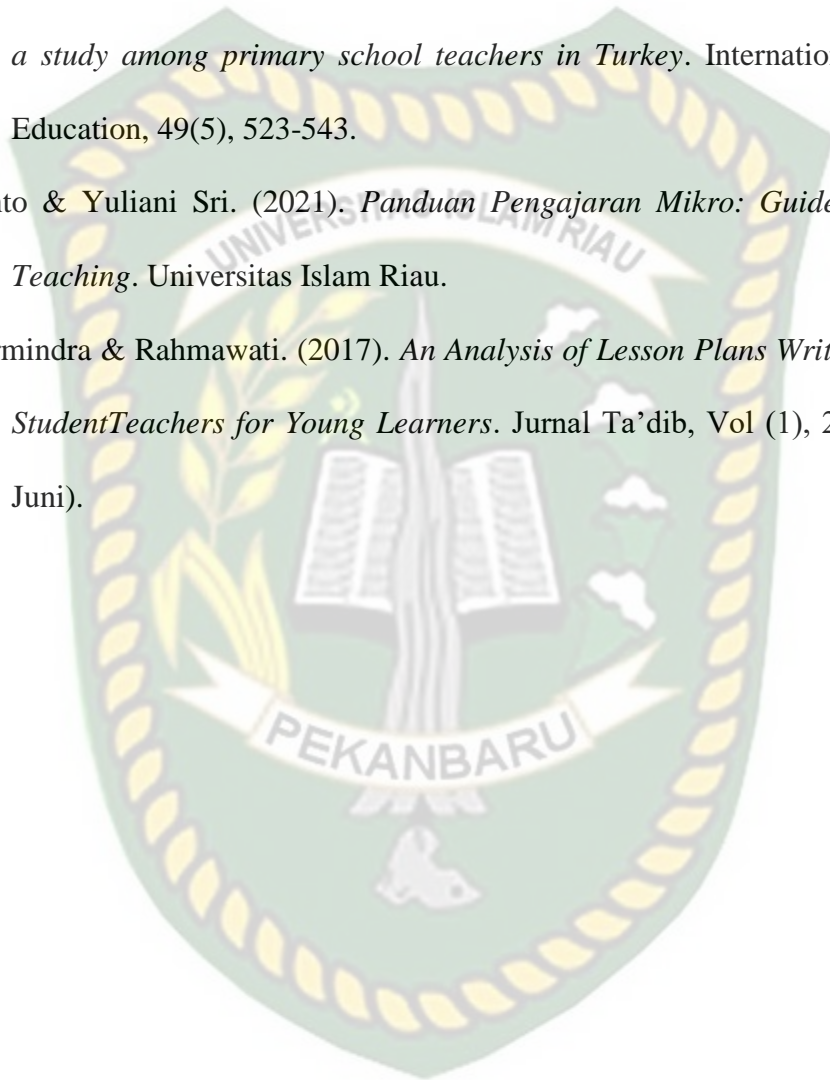 a study among primary school teachers in Turkey. Internation
Education, 49(5), 523-543.
nto & Yuliani Sri. (2021). Panduan Pengajaran Mikro: Guide
Teaching. Universitas Islam Riau.
rmindra & Rahmawati. (2017). An Analysis of Lesson Plans Writ
StudentTeachers for Young Learners. Jurnal Ta’dib, Vol (1), 2
Juni).
UNIVERSITAS ISLAM RIAU
PEKANBARU